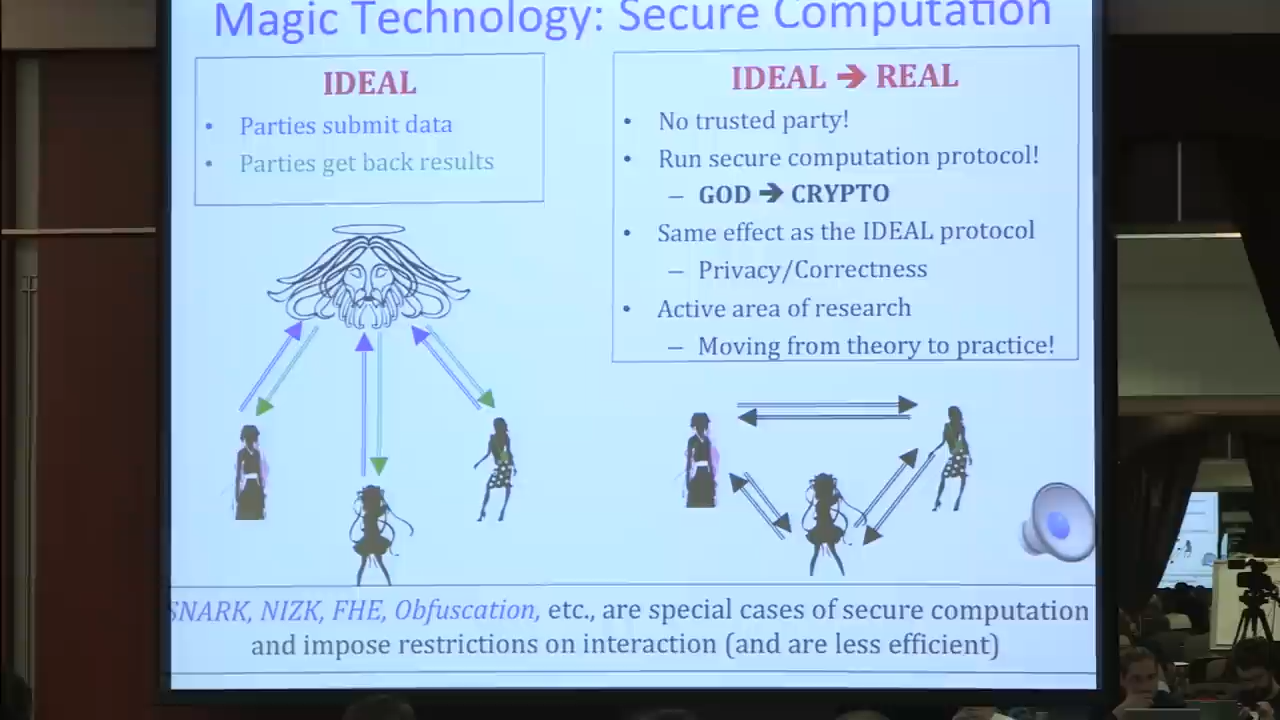 Magic Technology: Secure Computation
IDEAL
• Parties submit data
• Parties get back results
IDEAL ➔ REAL
• No trusted party!
• Run secure computation protocol!
– GOD ➔ CRYPTO
• Same effect as the IDEAL protocol
– Privacy/Correctness
• Active area of research
– Moving from theory to practice!
SNARK, NIZK, FHE, Obfuscation, etc., are special cases of secure computation
and impose restrictions on interaction (and are less efficient)